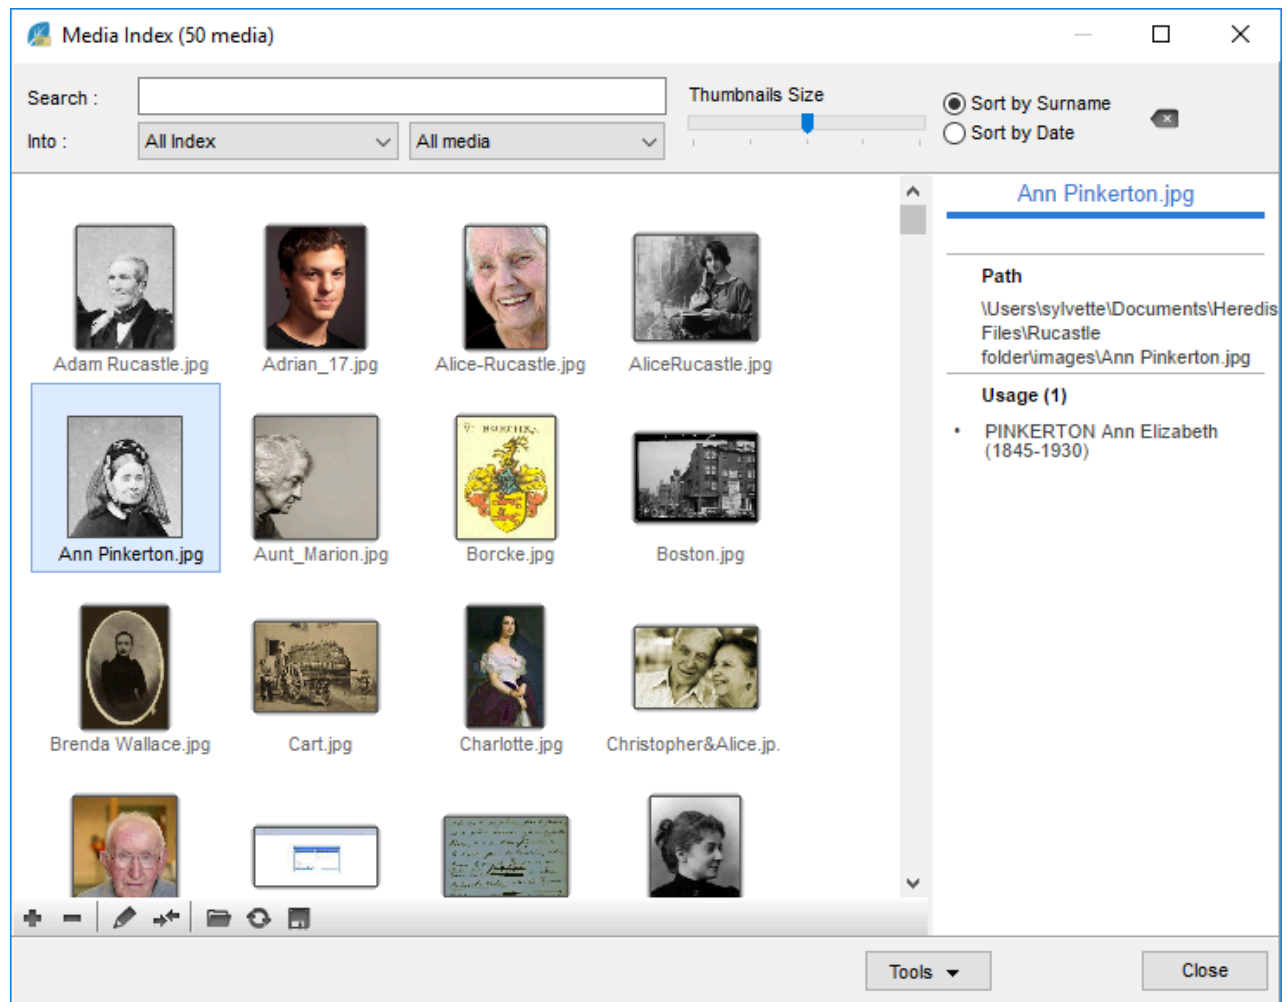 Media Index (50 media)
Search :
Thumbnails Size
Sort by Surname
Into :
All Index
All media
Sort by Date
Adam Rucastle.jpg
Adrian_17.jpg
Alice-Rucastle.jpg
AliceRucastle.jpg
Ann Pinkerton.jpg
Aunt_Marion.jpg
Borcke.jpg
Boston.jpg
Brenda Wallace.jpg
Cart.jpg
Charlotte.jpg
Christopher&Alice.jp.
Ann Pinkerton.jpg
Path
\Users\sylvette\Documents\Heredis
Files\Rucastle
folder\images\Ann Pinkerton.jpg
Usage (1)
• PINKERTON Ann Elizabeth
(1845-1930)
Tools
Close